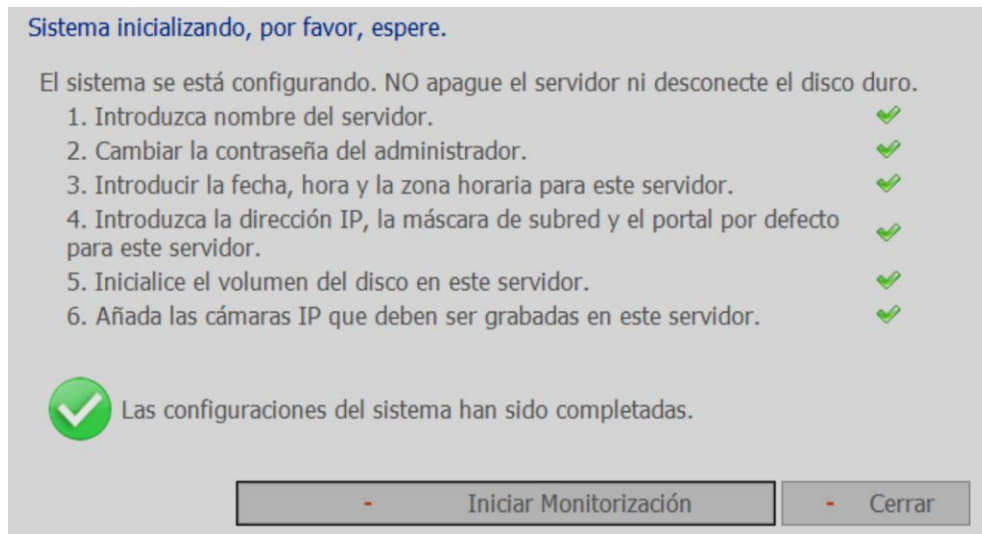 Sistema inicializando, por favor, espere.
El sistema se está configurando. NO apague el servidor ni desconecte el disco duro.
1. Introduzca nombre del servidor.
2. Cambiar la contraseña del administrador.
3. Introducir la fecha, hora y la zona horaria para este servidor.
4. Introduzca la dirección IP, la máscara de subred y el portal por defecto
para este servidor.
5. Inicialice el volumen del disco en este servidor.
6. Añada las cámaras IP que deben ser grabadas en este servidor.
Las configuraciones del sistema han sido completadas.
- Iniciar Monitorización - Cerrar